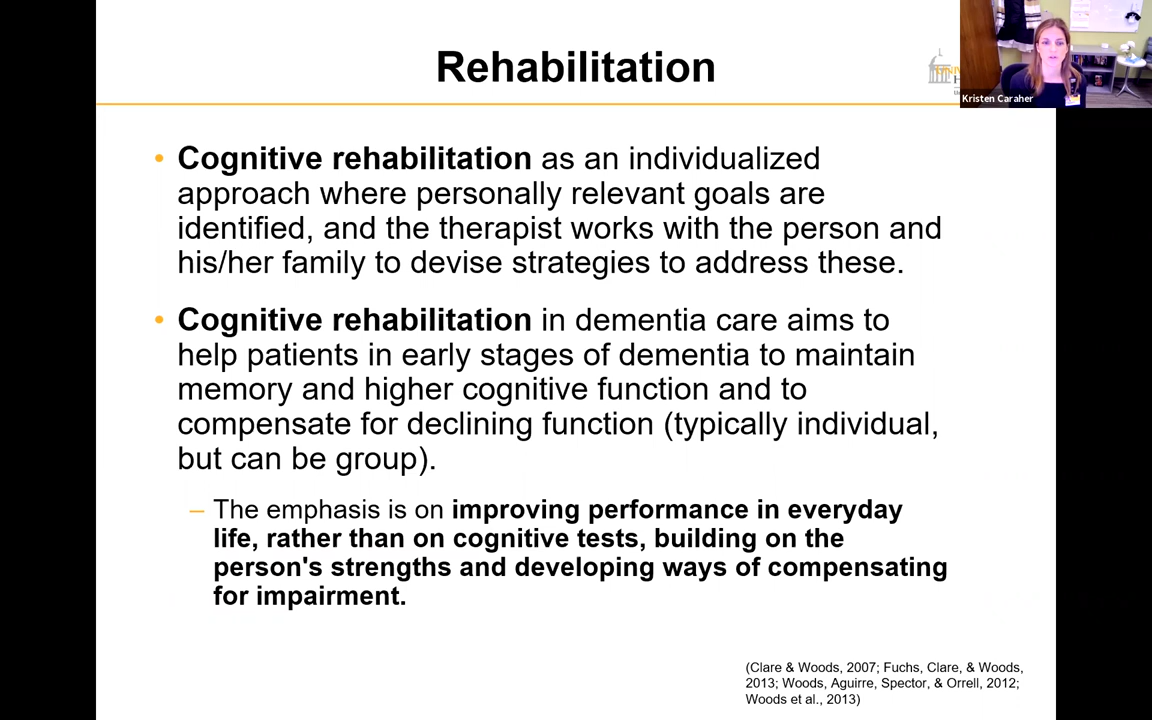 Rehabilitation
Kristen Caraher
• Cognitive rehabilitation as an individualized
approach where personally relevant goals are
identified, and the therapist works with the person and
his/her family to devise strategies to address these.
• Cognitive rehabilitation in dementia care aims to
help patients in early stages of dementia to maintain
memory and higher cognitive function and to
compensate for declining function (typically individual,
but can be group).
– The emphasis is on improving performance in everyday
life, rather than on cognitive tests, building on the
person's strengths and developing ways of compensating
for impairment.
(Clare & Woods, 2007; Fuchs, Clare, & Woods,
2013; Woods, Aguirre, Spector, & Orrell, 2012;
Woods et al., 2013)